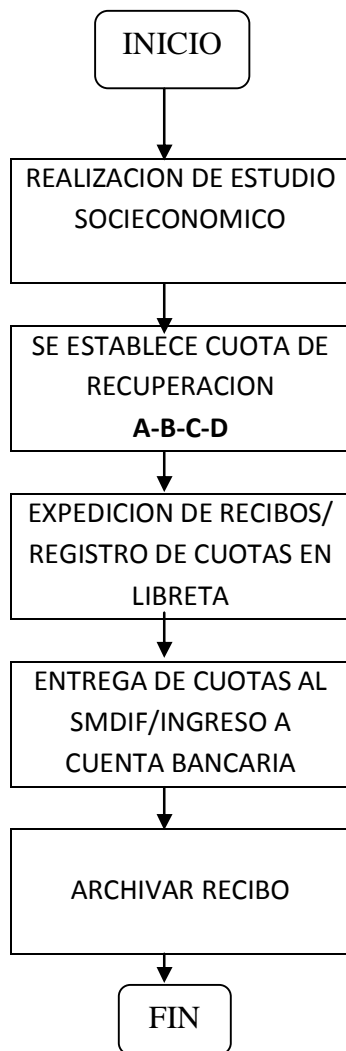 INICIO
REALIZACION DE ESTUDIO
SOCIECONOMICO
SE ESTABLECE CUOTA DE
RECUPERACION
A-B-C-D
EXPEDICION DE RECIBOS/
REGISTRO DE CUOTAS EN
LIBRETA
ENTREGA DE CUOTAS AL
SMDIF/INGRESO A
CUENTA BANCARIA
ARCHIVAR RECIBO
FIN